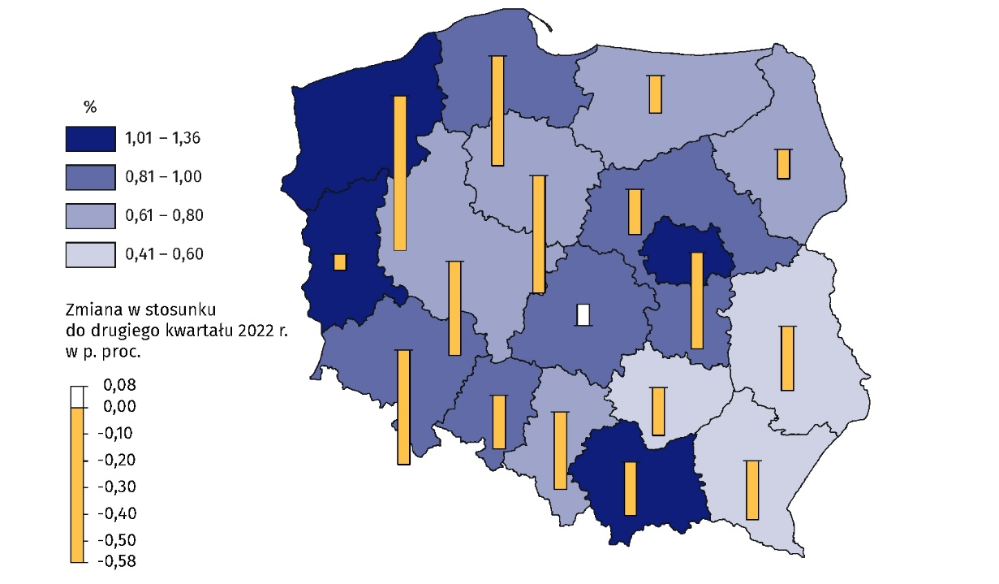 %
1,01 – 1,36
0,81 – 1,00
0,61 – 0,80
0,41 – 0,60
Zmiana w stosunku
do drugiego kwartału 2022 r.
w p. proc.
0,08
0,00
-0,10
-0,20
-0,30
-0,40
-0,50
-0,58